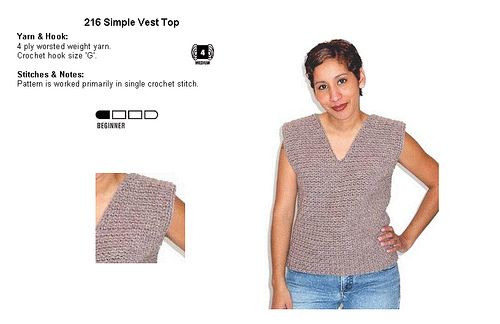 216 Simple Vest Top
Yarn & Hook:
4 ply worsted weight yarn.
Crochet hook size "G".
4
MEDIUM
Stitches & Notes:
Pattern is worked primarily in single crochet stitch.
BEGINNER